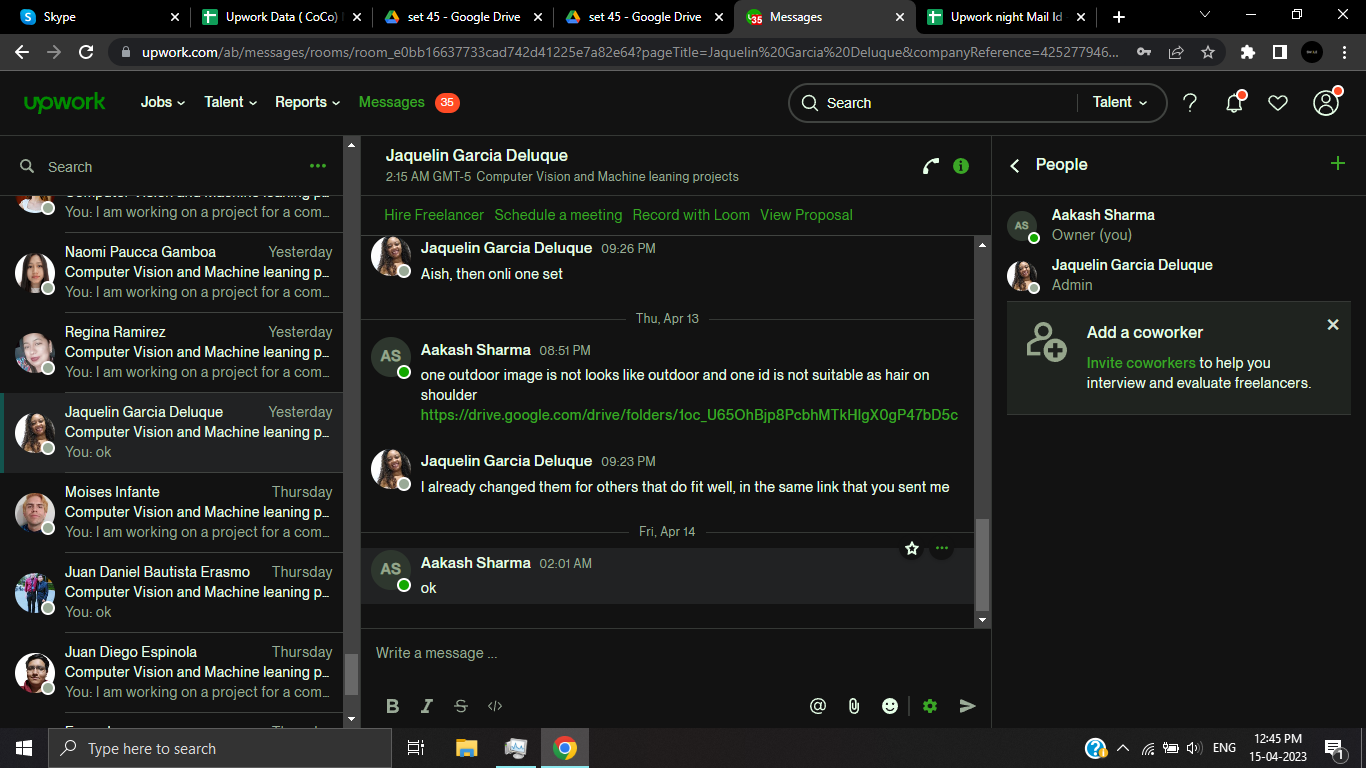 Skype
Upwork Data ( CoCo)
set 45 - Google Drive
set 45 - Google Drive
35
Messages
Upwork night Mail Id
upwork.com/ab/messages/rooms/room_e0bb16637733cad742d41225e7a82e64?pageTitle=Jaquelin%20Garcia%20Deluque&companyReference=425277946...
upwork
Jobs
Talent
Reports
Messages
35
Search
Talent
Search
You: I am working on a project for a com...
Naomi Paucca Gamboa Yesterday
Computer Vision and Machine leaning p...
You: I am working on a project for a com...
Regina Ramirez Yesterday
Computer Vision and Machine leaning p...
You: I am working on a project for a com...
Jaquelin Garcia Deluque Yesterday
Computer Vision and Machine leaning p...
You: ok
Moises Infante Thursday
Computer Vision and Machine leaning p...
You: I am working on a project for a com...
Juan Daniel Bautista Erasmo Thursday
Computer Vision and Machine leaning p...
You: ok
Juan Diego Espinola Thursday
Computer Vision and Machine leaning p...
You: I am working on a project for a com...
Jaquelin Garcia Deluque
2:15 AM GMT-5 Computer Vision and Machine leaning projects
Hire Freelancer Schedule a meeting Record with Loom View Proposal
Jaquelin Garcia Deluque 09:26 PM
Aish, then onli one set
Thu, Apr 13
AS
Aakash Sharma 08:51 PM
one outdoor image is not looks like outdoor and one id is not suitable as hair on
shoulder
https://drive.google.com/drive/folders/1oc_U65OhBjp8PcbhMTkHIgX0gP47bD5c
Jaquelin Garcia Deluque 09:23 PM
I already changed them for others that do fit well, in the same link that you sent me
Fri, Apr 14
AS
Aakash Sharma 02:01 AM
ok
Write a message ...
People
AS
Aakash Sharma
Owner (you)
Jaquelin Garcia Deluque
Admin
Add a coworker
Invite coworkers to help you
interview and evaluate freelancers.
Type here to search
ENG
12:45 PM
15-04-2023
1